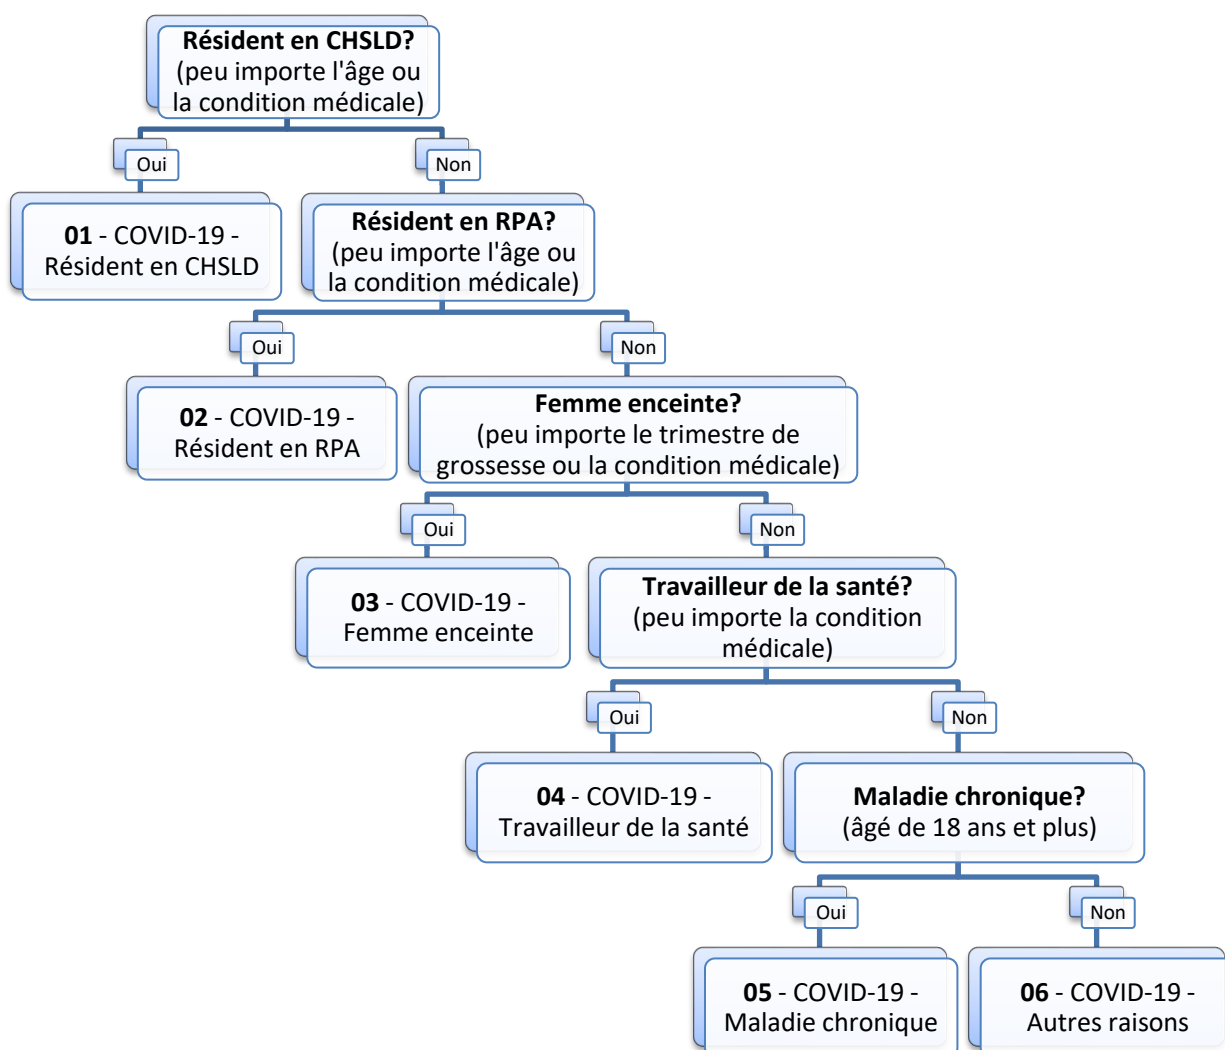 Résident en CHSLD?
(peu importe l'âge ou
la condition médicale)
Oui
Non
01 - COVID-19 -
Résident en CHSLD
Résident en RPA?
(peu importe l'âge ou
la condition médicale)
Oui
Non
02 - COVID-19 -
Résident en RPA
Femme enceinte?
(peu importe le trimestre de
grossesse ou la condition médicale)
Oui
Non
03 - COVID-19 -
Femme enceinte
Travailleur de la santé?
(peu importe la condition
médicale)
Oui
Non
04 - COVID-19 -
Travailleur de la santé
Maladie chronique?
(âgé de 18 ans et plus)
Oui
Non
05 - COVID-19 -
Maladie chronique
06 - COVID-19 -
Autres raisons